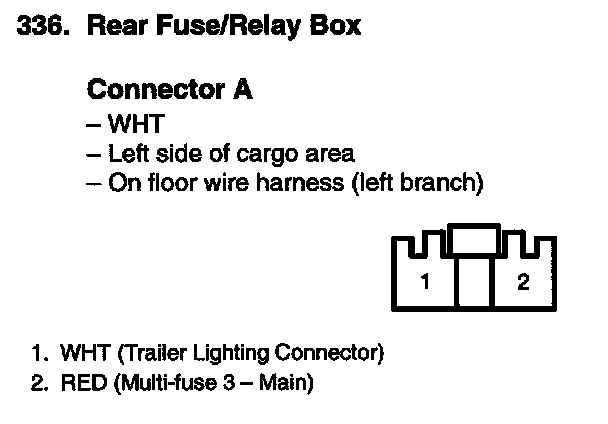 336. Rear Fuse/Relay Box
Connector A
– WHT
– Left side of cargo area
– On floor wire harness (left branch)
1 2
1. WHT (Trailer Lighting Connector)
2. RED (Multi-fuse 3 – Main)